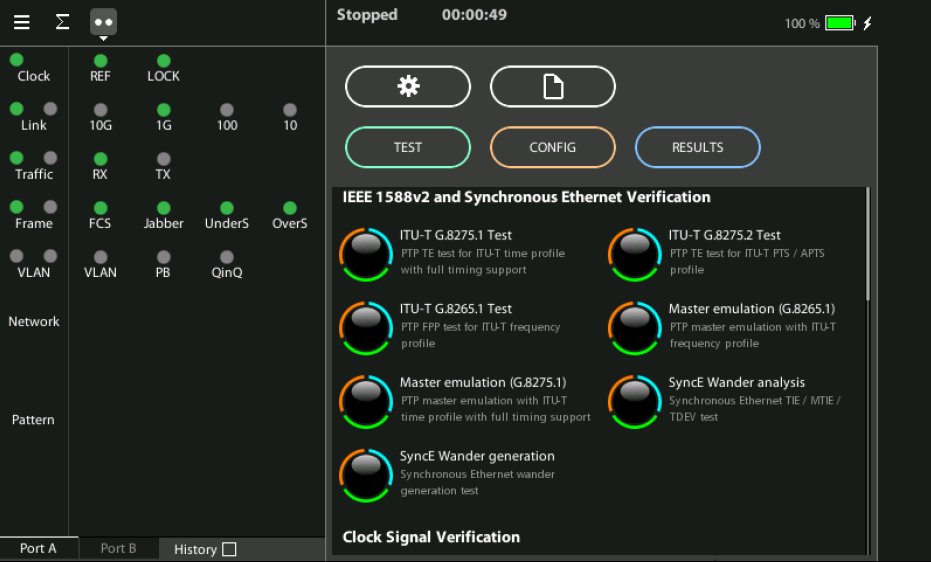 Stopped 00:00:49
100 %
Clock REF LOCK
Link 10G 1G 100 10
Traffic RX TX
Frame FCS Jabber UnderS OverS
VLAN VLAN PB QinQ
Network
Pattern
Port A Port B History
TEST CONFIG RESULTS
IEEE 1588v2 and Synchronous Ethernet Verification
ITU-T G.8275.1 Test
PTP TE test for ITU-T time profile
with full timing support
ITU-T G.8275.2 Test
PTP TE test for ITU-T PTS / APTS
profile
ITU-T G.8265.1 Test
PTP FPP test for ITU-T frequency
profile
Master emulation (G.8265.1)
PTP master emulation with ITU-T
frequency profile
Master emulation (G.8275.1)
PTP master emulation with ITU-T
time profile with full timing support
SyncE Wander analysis
Synchronous Ethernet TIE / MTIE /
TDEV test
SyncE Wander generation
Synchronous Ethernet wander
generation test
Clock Signal Verification